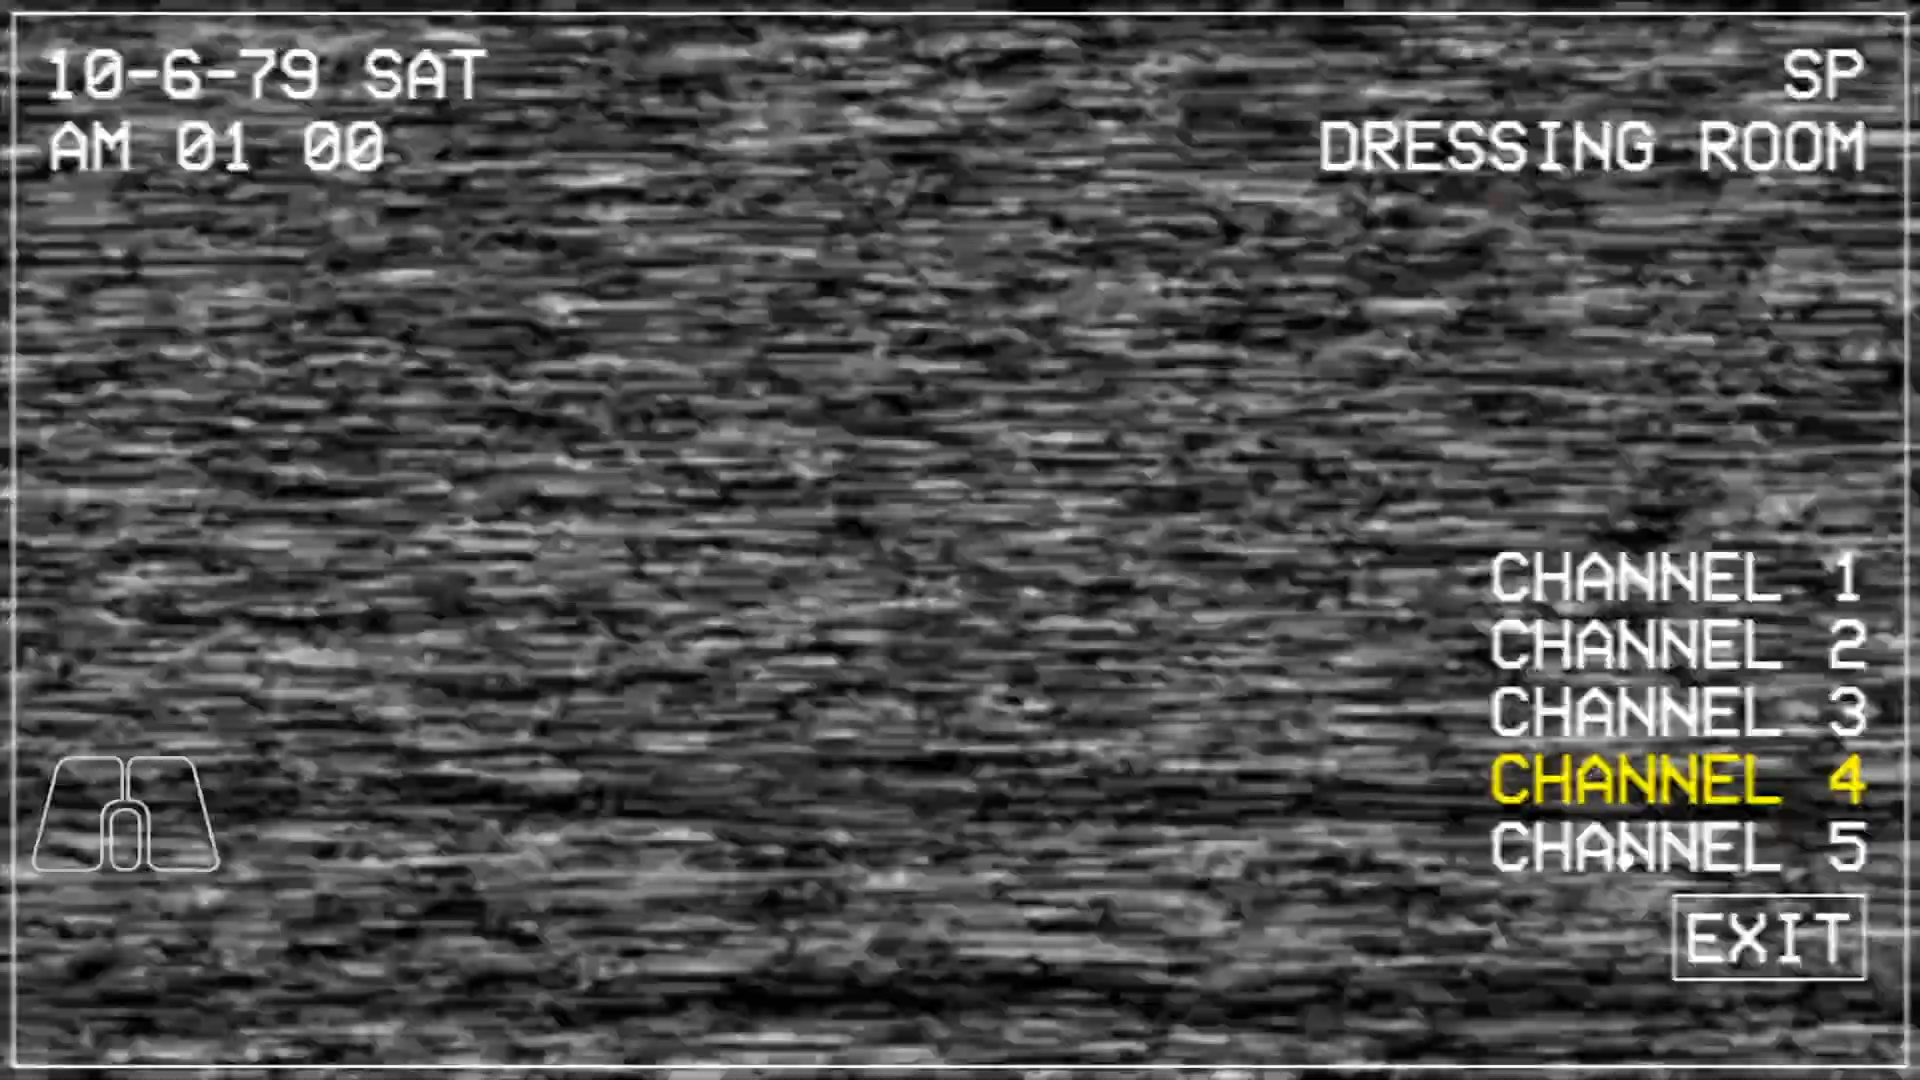 10-6-79 SAT
AM 01 00
SP
DRESSING ROOM
CHANNEL 1
CHANNEL 2
CHANNEL 3
CHANNEL 4
CHANNEL 5
EXIT